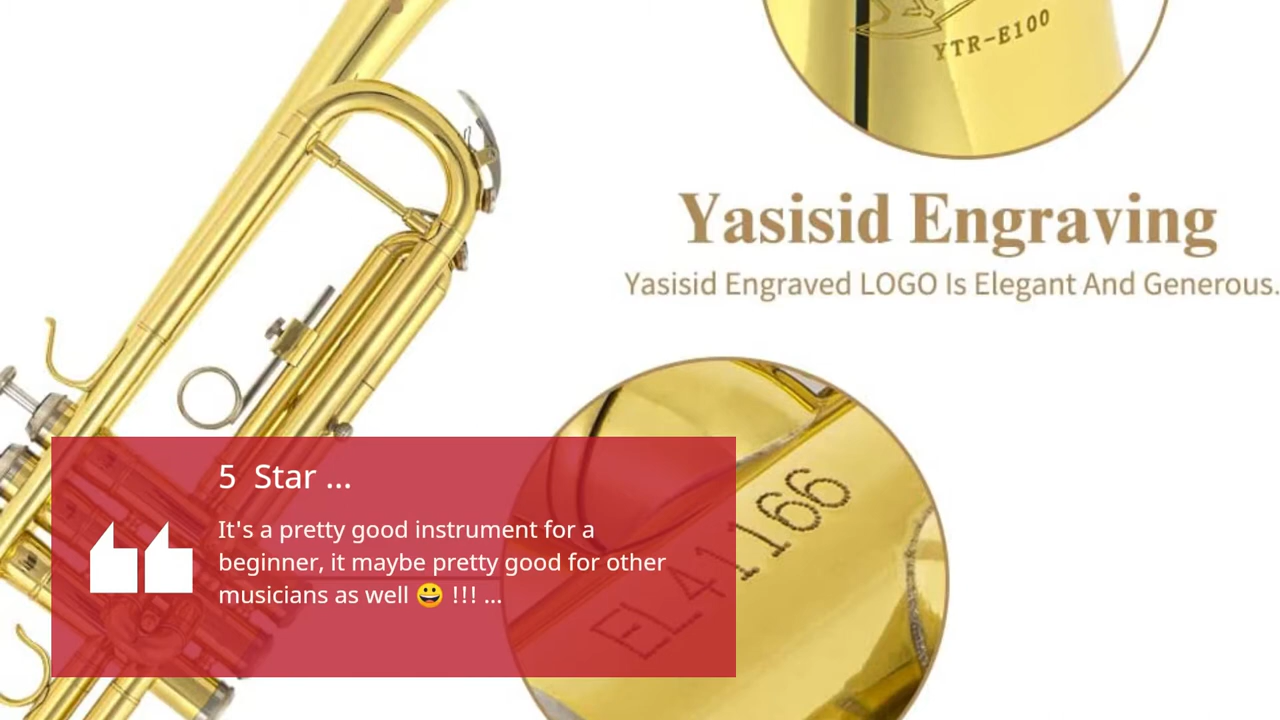 YTR-E100
Yasisid Engraving
Yasisid Engraved LOGO Is Elegant And Generous.
5 Star ...
It's a pretty good instrument for a
beginner, it maybe pretty good for other
musicians as well 😀 !!! ...
EL41166